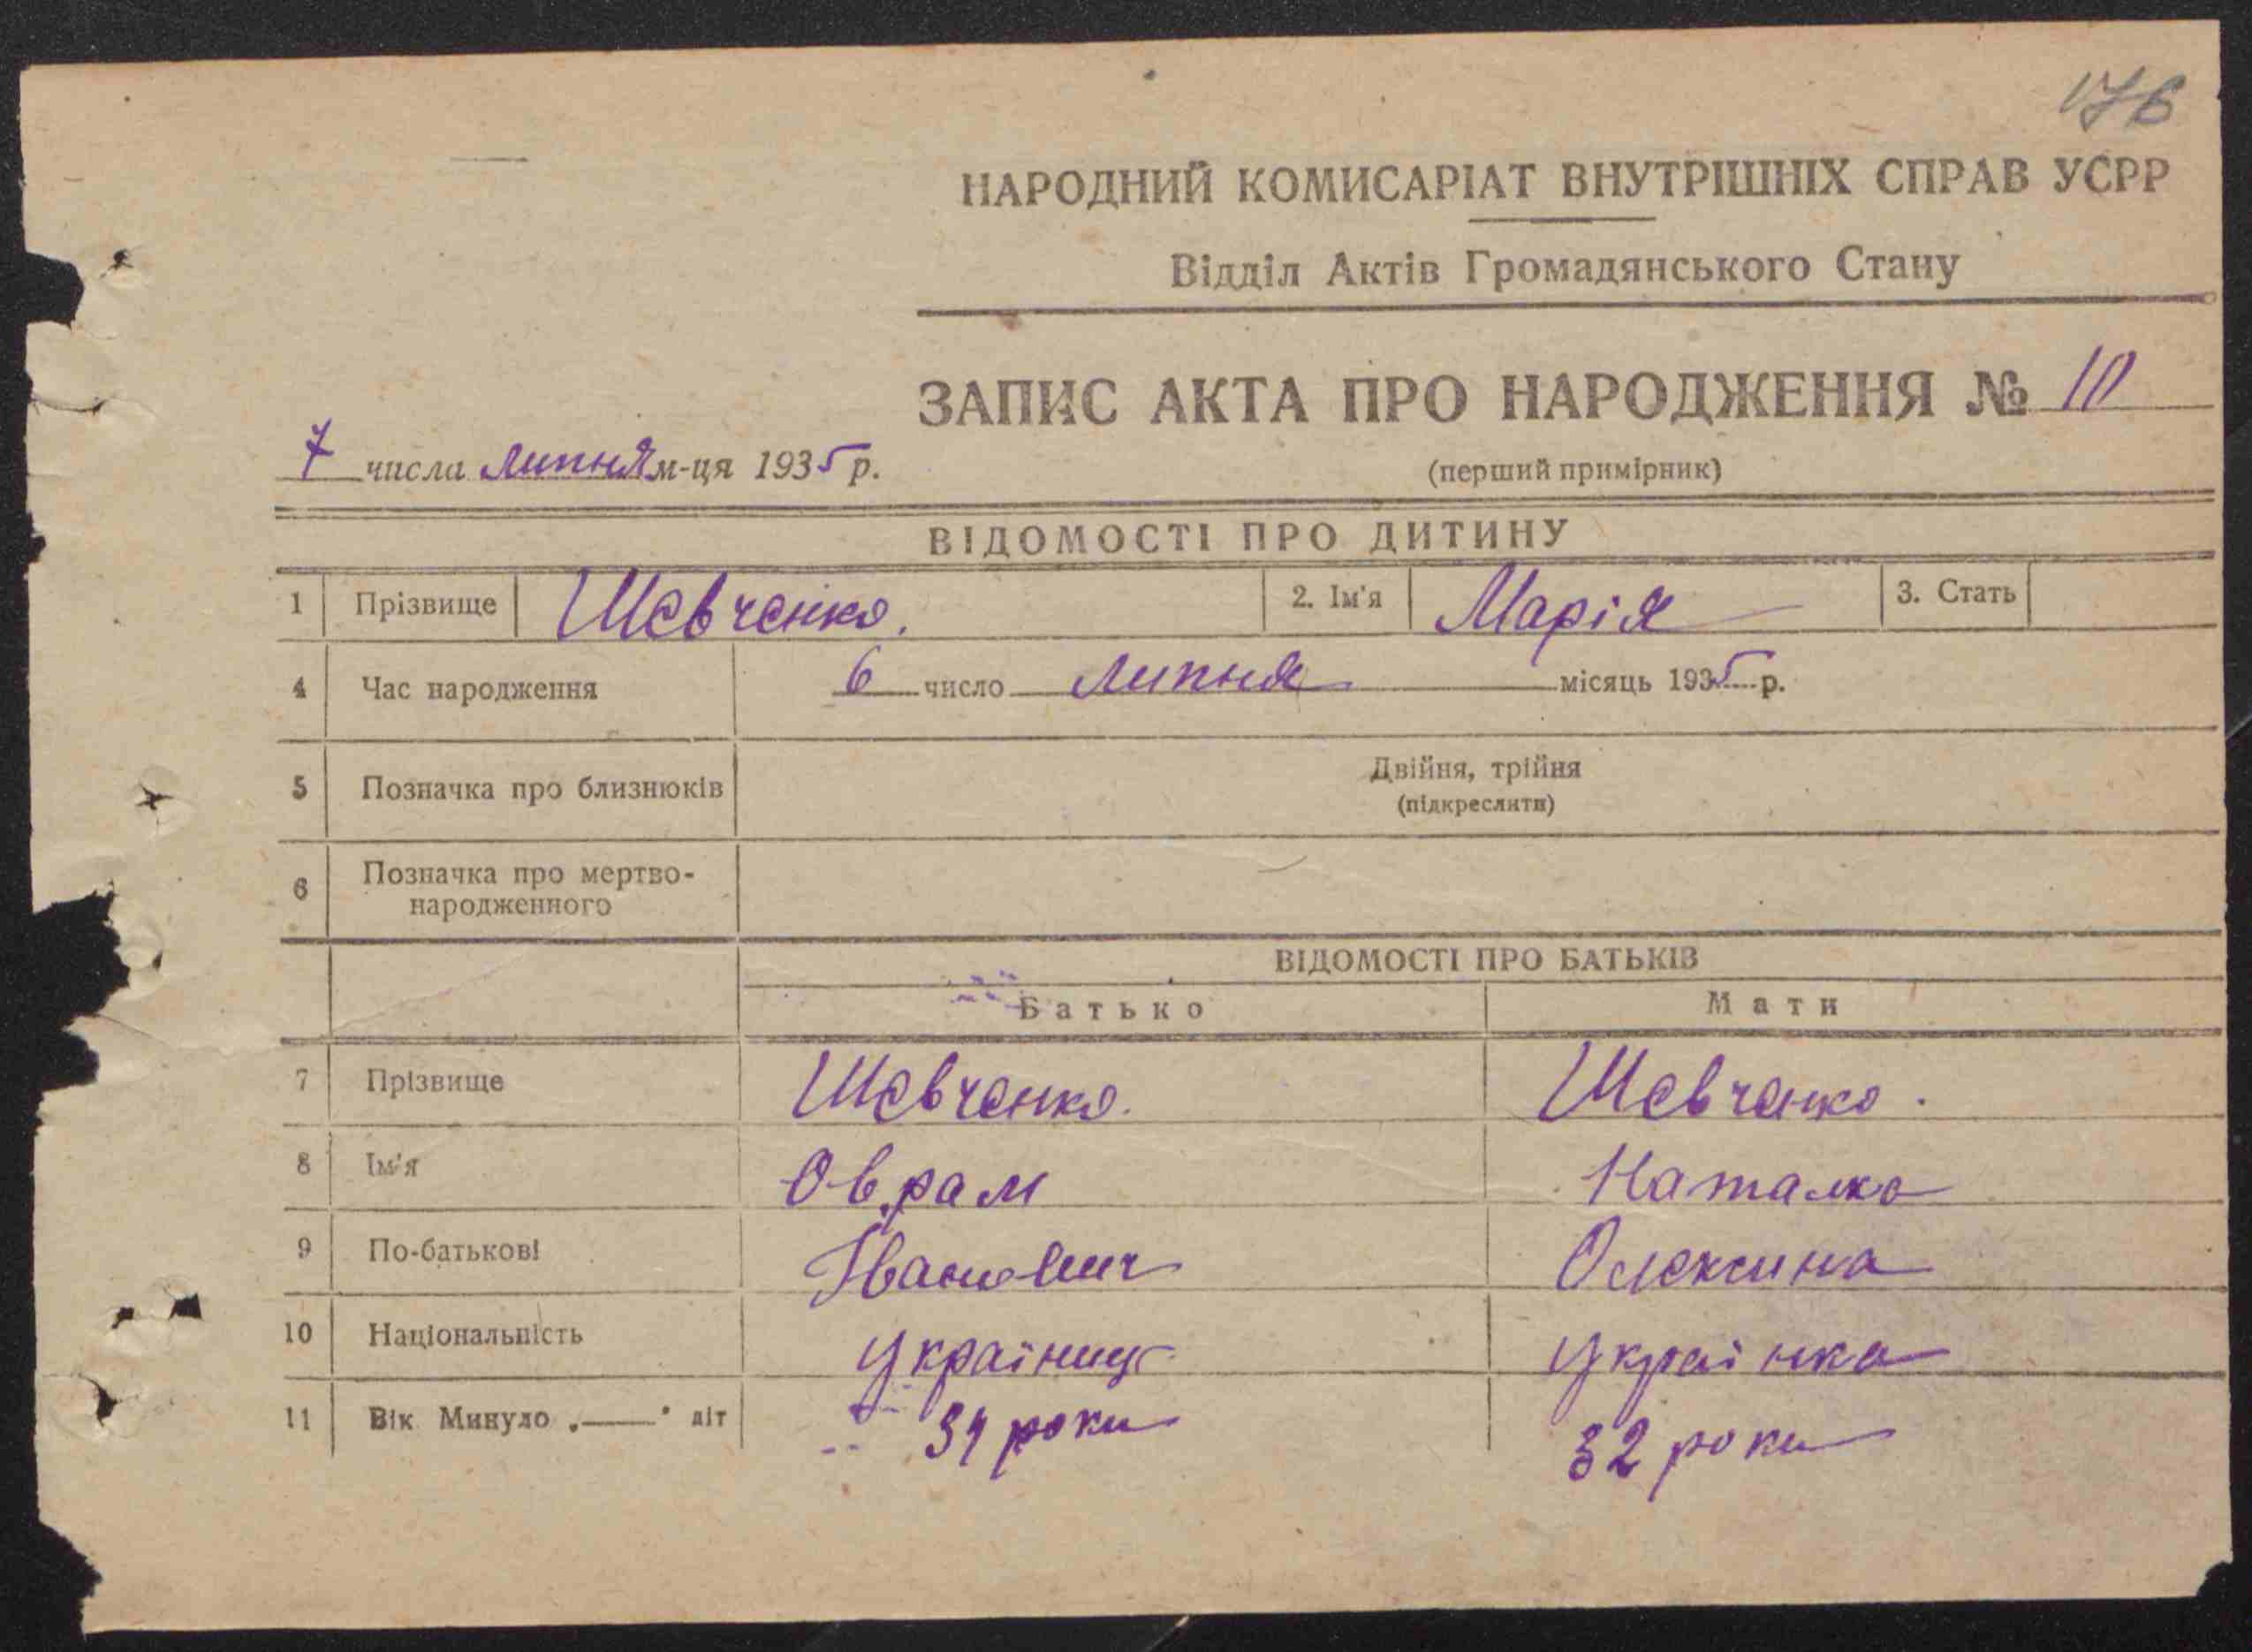 176
НАРОДНИЙ КОМИСАРІАТ ВНУТРІШНІХ СПРАВ УСРР
Відділ Актів Громадянського Стану
ЗАПИС АКТА ПРО НАРОДЖЕННЯ № 10
7 числа липня м-ця 1935 р.
(перший примірник)
ВІДОМОСТІ ПРО ДИТИНУ
1 Прізвище Шевченко. 2. Ім'я Марія 3. Стать
4 Час народження 6 число липня місяць 1935 р.
5 Позначка про близнюків Двійня, трійня
(підкреслити)
6 Позначка про мертво-
народженного
ВІДОМОСТІ ПРО БАТЬКІВ
Батько Мати
7 Прізвище Шевченко. Шевченко.
8 Ім'я Оврам Наталка
9 По-батькові Іванович Олексина
10 Національність Українец Українка
11 Вік Минуло „——" літ 34 роки 32 роки